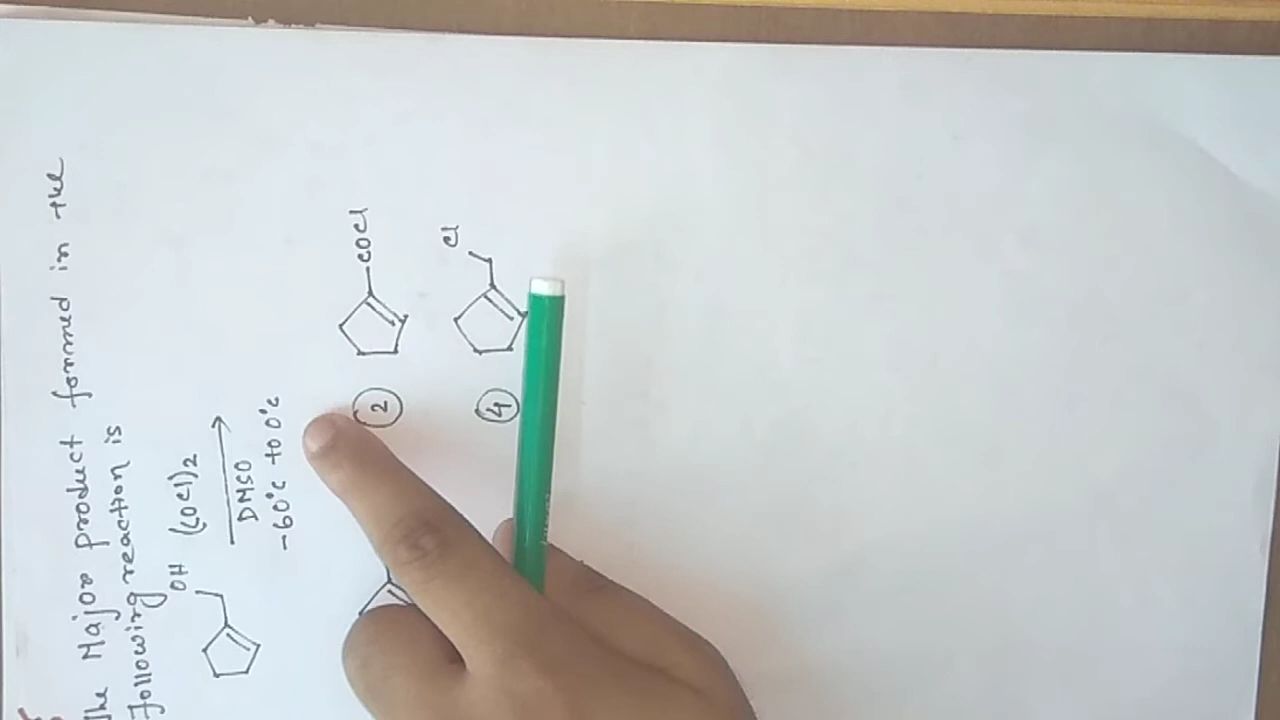 The Major product formed in the
following reaction is
OH (COCl)2
DMSO
-60°C to 0°C
2 COCl
4 Cl